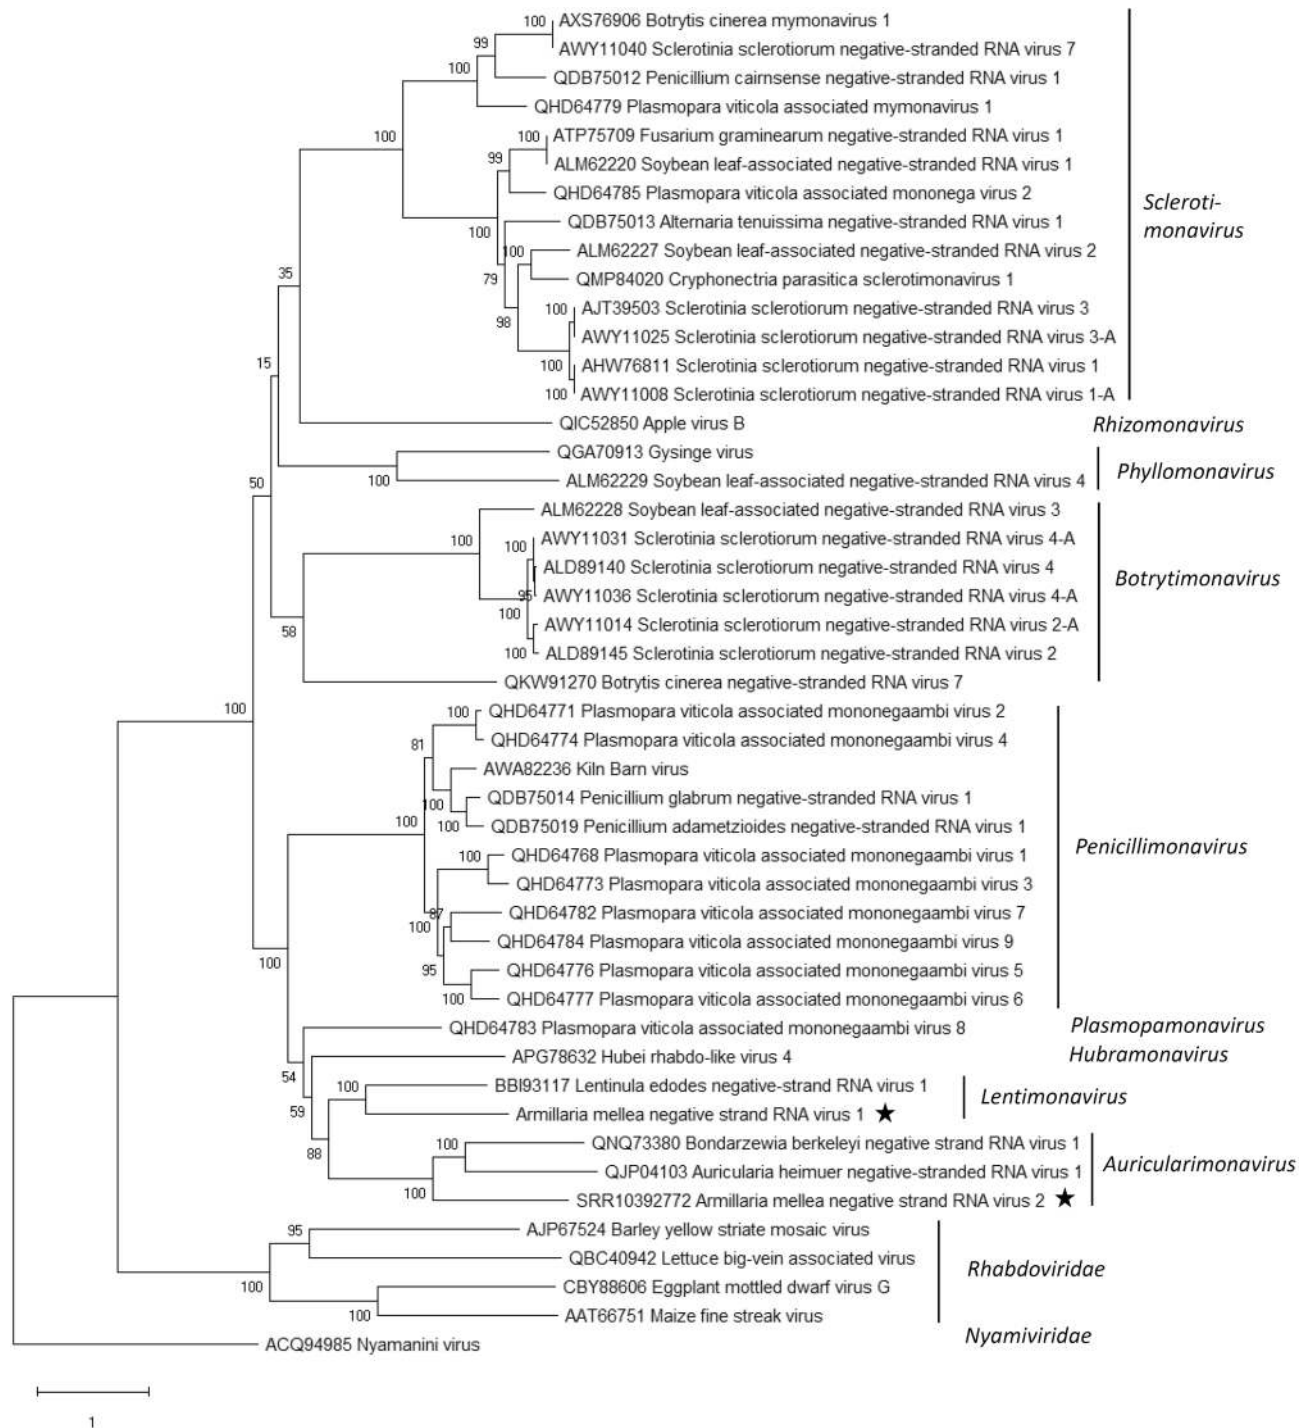 100 AXS76906 Botrytis cinerea mymonavirus 1
99
AWY11040 Sclerotinia sclerotiorum negative-stranded RNA virus 7
100
QDB75012 Penicillium cairnsense negative-stranded RNA virus 1
QHD64779 Plasmopara viticola associated mymonavirus 1
100
100 ATP75709 Fusarium graminearum negative-stranded RNA virus 1
99
ALM62220 Soybean leaf-associated negative-stranded RNA virus 1
QHD64785 Plasmopara viticola associated mononega virus 2
Scleroti-
monavirus
100
QDB75013 Alternaria tenuissima negative-stranded RNA virus 1
100
ALM62227 Soybean leaf-associated negative-stranded RNA virus 2
79
35
QMP84020 Cryphonectria parasitica sclerotimonavirus 1
100 AJT39503 Sclerotinia sclerotiorum negative-stranded RNA virus 3
98
AWY11025 Sclerotinia sclerotiorum negative-stranded RNA virus 3-A
15
100
AHW76811 Sclerotinia sclerotiorum negative-stranded RNA virus 1
100 AWY11008 Sclerotinia sclerotiorum negative-stranded RNA virus 1-A
QIC52850 Apple virus B Rhizomonavirus
QGA70913 Gysinge virus
Phyllomonavirus
100
ALM62229 Soybean leaf-associated negative-stranded RNA virus 4
50
ALM62228 Soybean leaf-associated negative-stranded RNA virus 3
100
100 AWY11031 Sclerotinia sclerotiorum negative-stranded RNA virus 4-A
ALD89140 Sclerotinia sclerotiorum negative-stranded RNA virus 4
Botrytimonavirus
95 AWY11036 Sclerotinia sclerotiorum negative-stranded RNA virus 4-A
100
58
AWY11014 Sclerotinia sclerotiorum negative-stranded RNA virus 2-A
100 ALD89145 Sclerotinia sclerotiorum negative-stranded RNA virus 2
QKW91270 Botrytis cinerea negative-stranded RNA virus 7
100
100 QHD64771 Plasmopara viticola associated mononegaambi virus 2
81
QHD64774 Plasmopara viticola associated mononegaambi virus 4
AWA82236 Kiln Barn virus
100
QDB75014 Penicillium glabrum negative-stranded RNA virus 1
100
100 QDB75019 Penicillium adametzioides negative-stranded RNA virus 1
Penicillimonavirus
100 QHD64768 Plasmopara viticola associated mononegaambi virus 1
QHD64773 Plasmopara viticola associated mononegaambi virus 3
87
100
QHD64782 Plasmopara viticola associated mononegaambi virus 7
QHD64784 Plasmopara viticola associated mononegaambi virus 9
100
95
QHD64776 Plasmopara viticola associated mononegaambi virus 5
100 QHD64777 Plasmopara viticola associated mononegaambi virus 6
QHD64783 Plasmopara viticola associated mononegaambi virus 8 Plasmopamonavirus
APG78632 Hubei rhabdo-like virus 4 Hubramonavirus
54
100 BBI93117 Lentinula edodes negative-strand RNA virus 1
Lentimonavirus
59
Armillaria mellea negative strand RNA virus 1 ★
88
100 QNQ73380 Bondarzewia berkeleyi negative strand RNA virus 1
QJP04103 Auricularia heimuer negative-stranded RNA virus 1 Auricularimonavirus
100
SRR10392772 Armillaria mellea negative strand RNA virus 2 ★
95 AJP67524 Barley yellow striate mosaic virus
QBC40942 Lettuce big-vein associated virus
Rhabdoviridae
100
CBY88606 Eggplant mottled dwarf virus G
100 AAT66751 Maize fine streak virus
Nyamiviridae
ACQ94985 Nyamanini virus
1